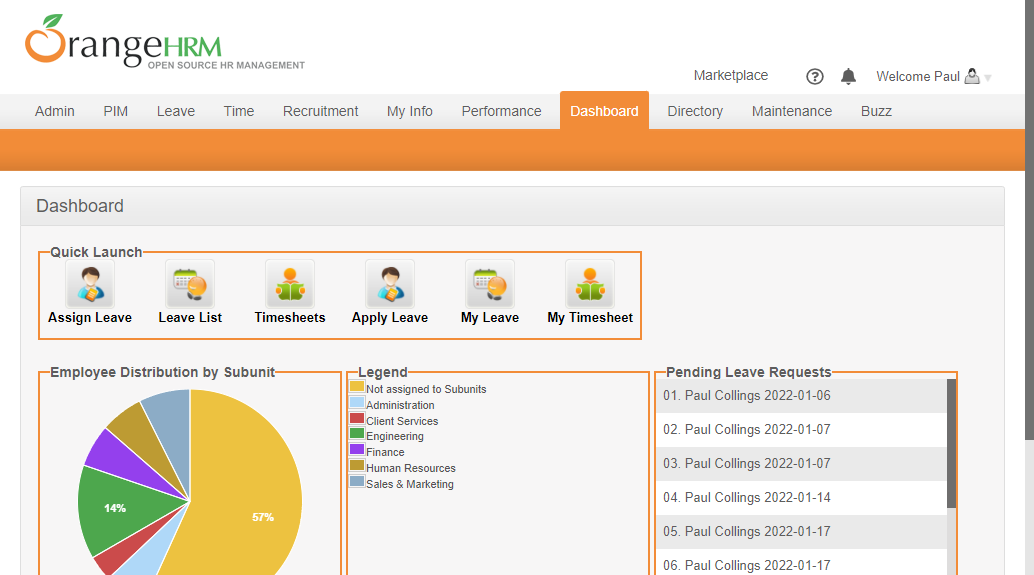 OrangeHRM
OPEN SOURCE HR MANAGEMENT
Marketplace ? Welcome Paul
Admin PIM Leave Time Recruitment My Info Performance Dashboard Directory Maintenance Buzz
Dashboard
Quick Launch
Assign Leave Leave List Timesheets Apply Leave My Leave My Timesheet
Employee Distribution by Subunit
57%
14%
Legend
Not assigned to Subunits
Administration
Client Services
Engineering
Finance
Human Resources
Sales & Marketing
Pending Leave Requests
01. Paul Collings 2022-01-06
02. Paul Collings 2022-01-07
03. Paul Collings 2022-01-07
04. Paul Collings 2022-01-14
05. Paul Collings 2022-01-17
06. Paul Collings 2022-01-17